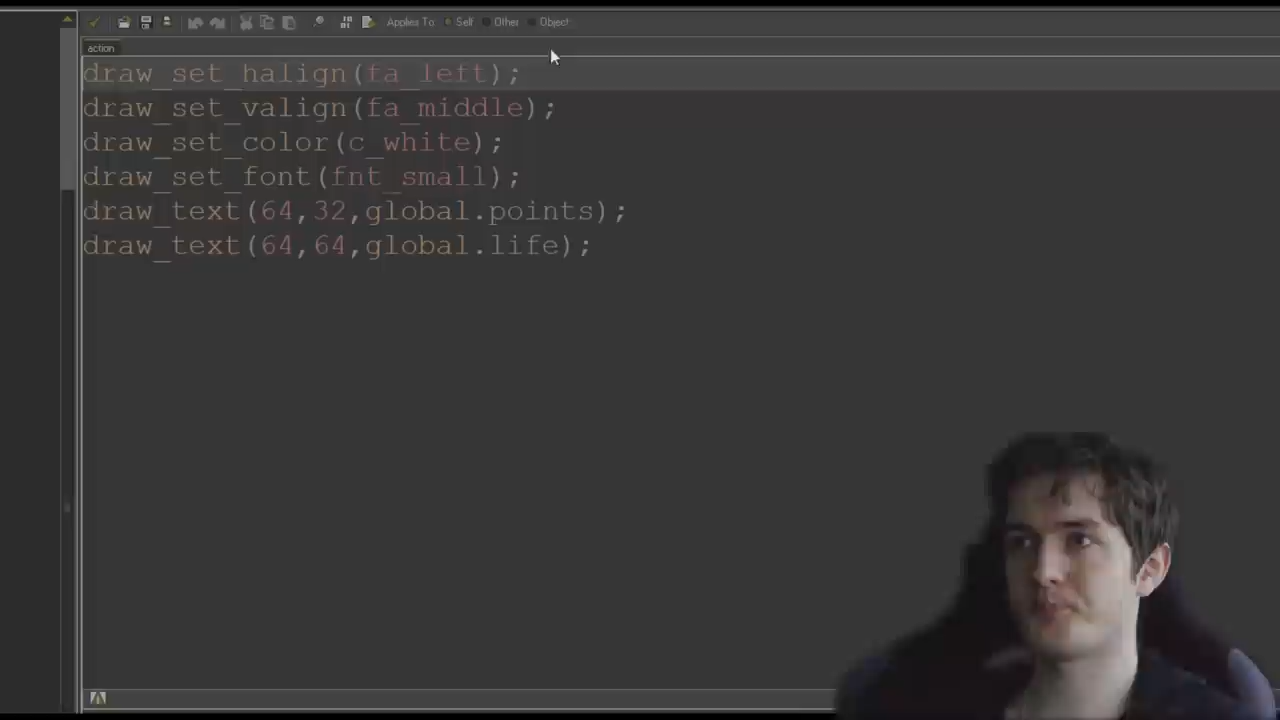 Applies To: Self Other Object
action
draw_set_halign(fa_left);
draw_set_valign(fa_middle);
draw_set_color(c_white);
draw_set_font(fnt_small);
draw_text(64,32,global.points);
draw_text(64,64,global.life);